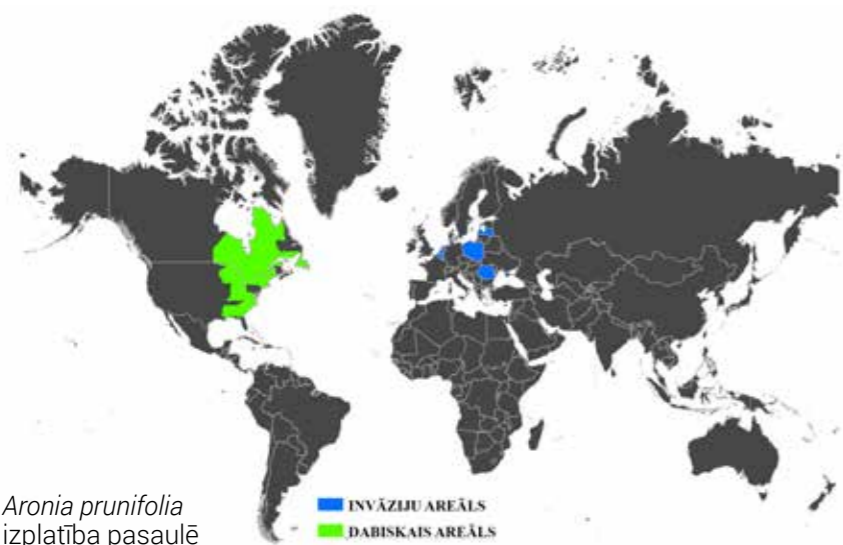 Aronia prunifolia
izplatība pasaulē
INVĀZIJU AREĀLS
DABISKAIS AREĀLS